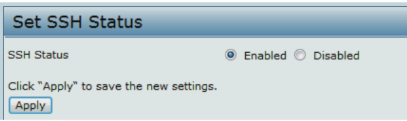 Set SSH Status
SSH Status Enabled Disabled
Click "Apply" to save the new settings.
Apply